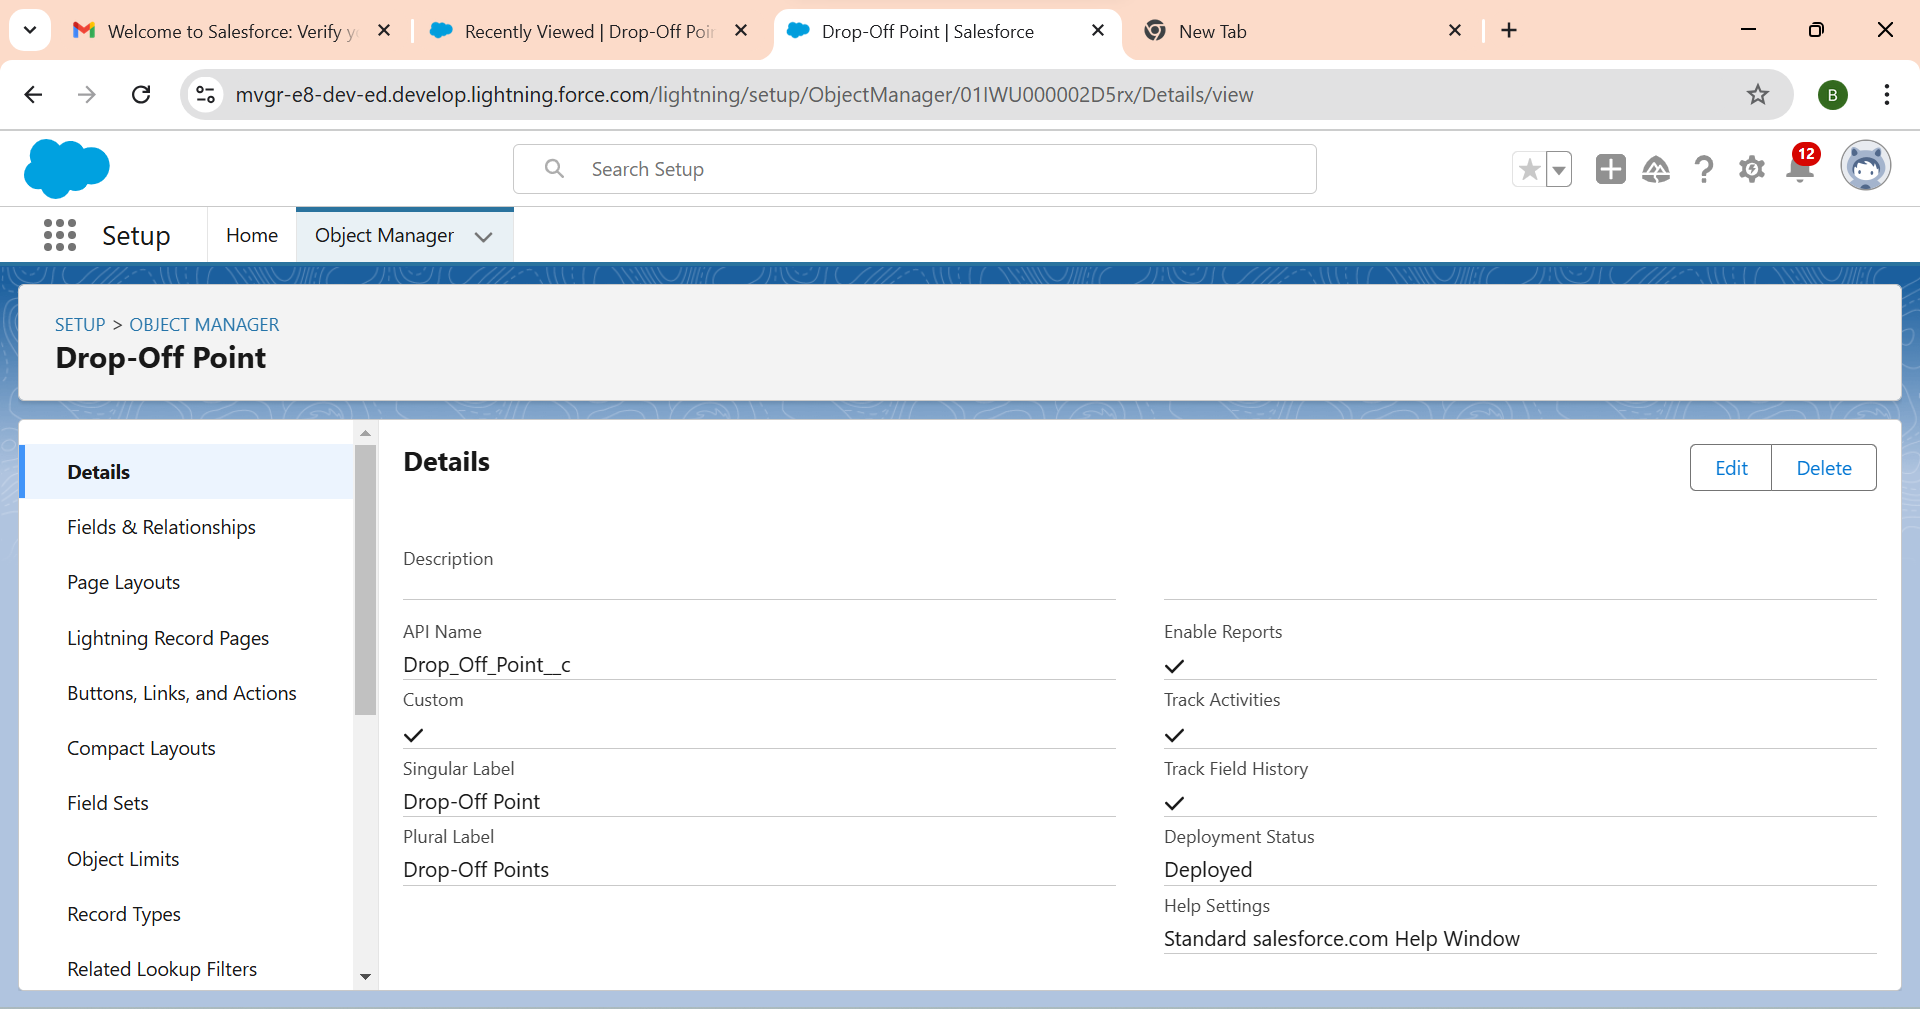 Welcome to Salesforce: Verify
Recently Viewed | Drop-Off Poi
Drop-Off Point | Salesforce
New Tab
mvgr-e8-dev-ed.develop.lightning.force.com/lightning/setup/ObjectManager/01IWU000002D5rx/Details/view
B
Search Setup
12
Setup
Home
Object Manager
SETUP > OBJECT MANAGER
Drop-Off Point
Details
Fields & Relationships
Page Layouts
Lightning Record Pages
Buttons, Links, and Actions
Compact Layouts
Field Sets
Object Limits
Record Types
Related Lookup Filters
Details
Edit
Delete
Description
API Name
Drop_Off_Point__c
Custom
Singular Label
Drop-Off Point
Plural Label
Drop-Off Points
Enable Reports
Track Activities
Track Field History
Deployment Status
Deployed
Help Settings
Standard salesforce.com Help Window